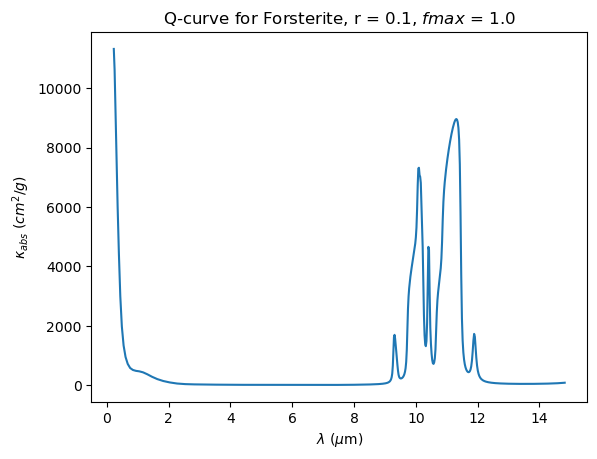 Q-curve for Forsterite, r = 0.1, fmax = 1.0
10000
8000
6000
4000
2000
0
κabs (cm²/g)
0 2 4 6 8 10 12 14
λ (μm)